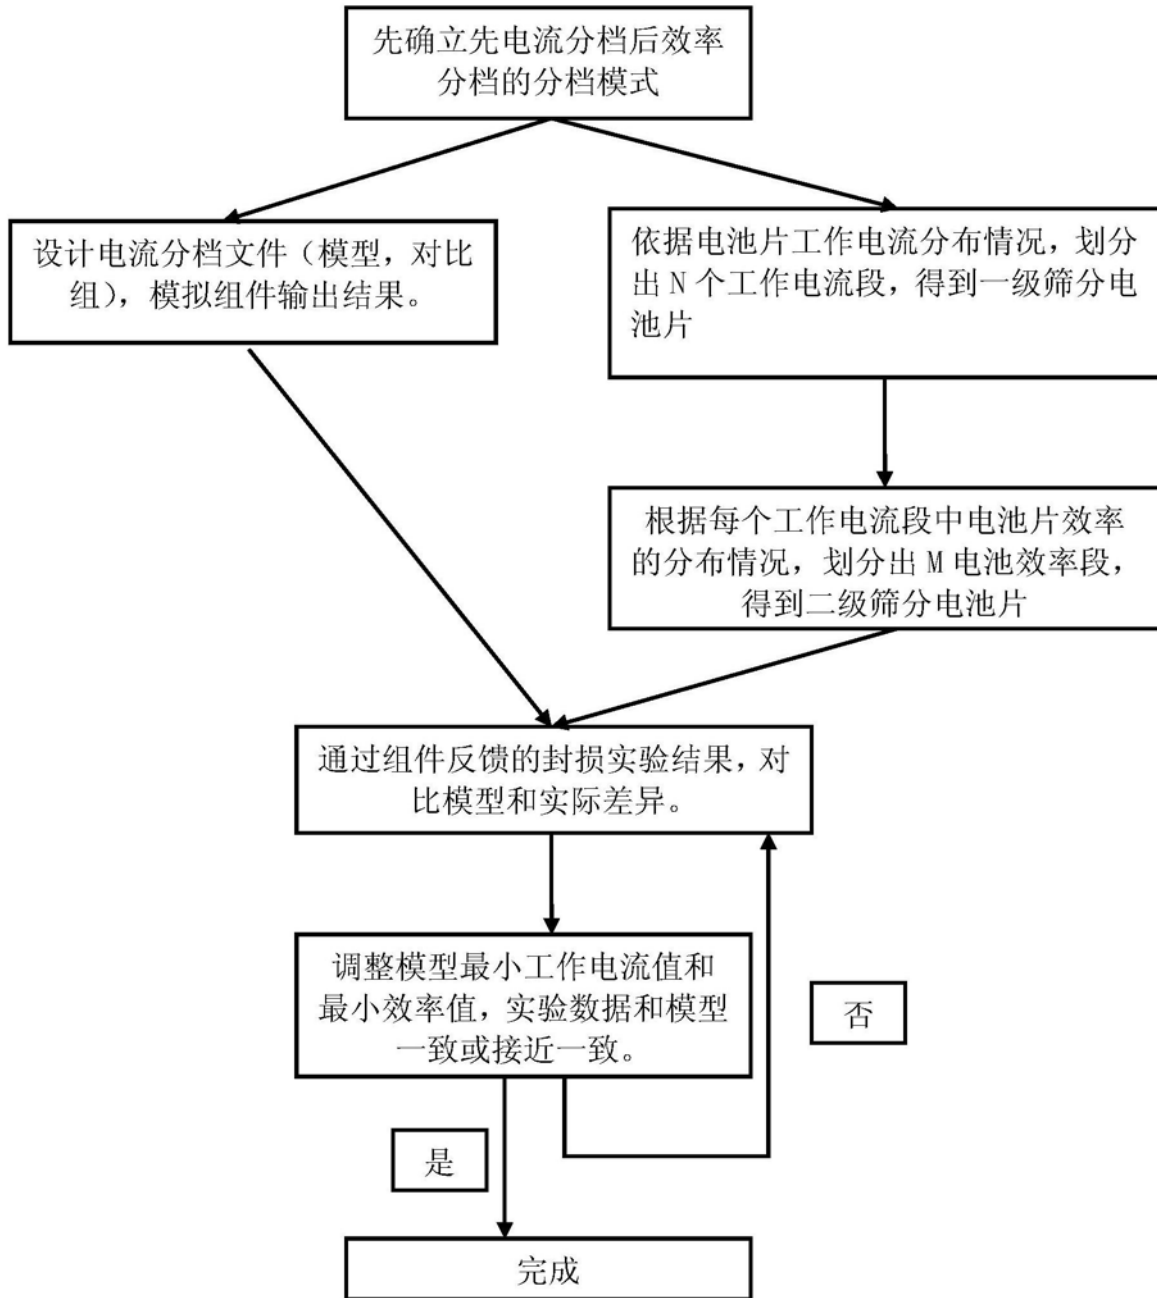 先确立先电流分档后效率
分档的分档模式
设计电流分档文件（模型，对比
组），模拟组件输出结果。
依据电池片工作电流分布情况，划分
出 N 个工作电流段，得到一级筛分电
池片
根据每个工作电流段中电池片效率
的分布情况，划分出 M 电池效率段，
得到二级筛分电池片
通过组件反馈的封损实验结果，对
比模型和实际差异。
调整模型最小工作电流值和
最小效率值，实验数据和模型
一致或接近一致。
否
是
完成